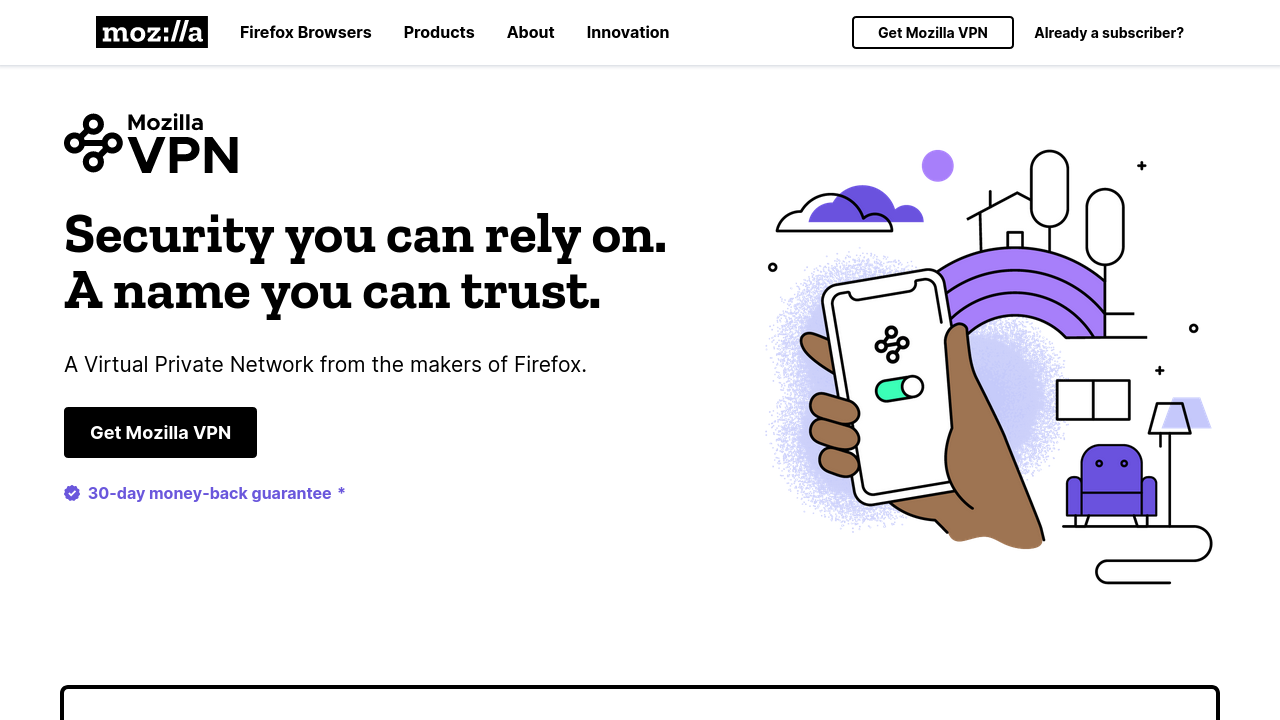 moz://a
Firefox Browsers
Products
About
Innovation
Get Mozilla VPN
Already a subscriber?
Mozilla
VPN
Security you can rely on.
A name you can trust.
A Virtual Private Network from the makers of Firefox.
Get Mozilla VPN
30-day money-back guarantee *